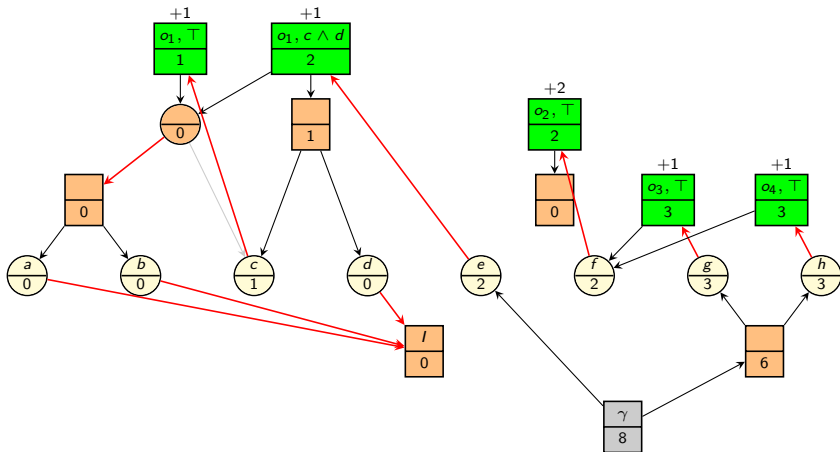 +1 +1
o₁, ⊤ o₁, c ∧ d
1 2
+2
o₂, ⊤
0 1 2
+1 +1
o₃, ⊤ o₄, ⊤
0 0 3 3
a b c d e f g h
0 0 1 0 2 2 3 3
I
0 6
γ
8